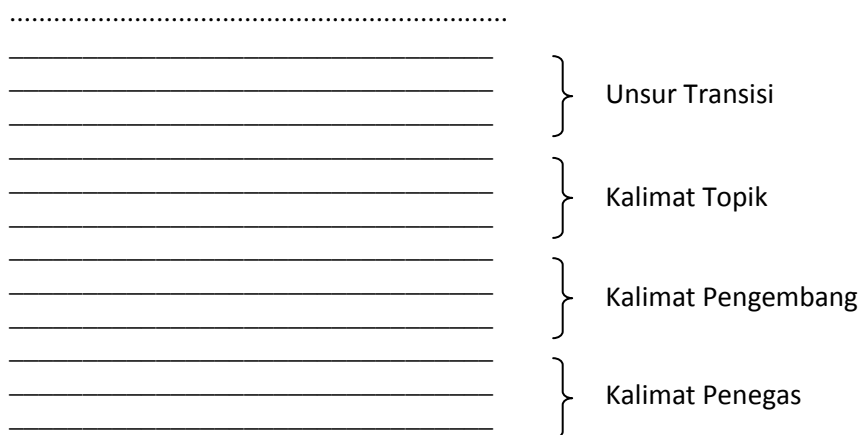 Unsur Transisi
Kalimat Topik
Kalimat Pengembang
Kalimat Penegas